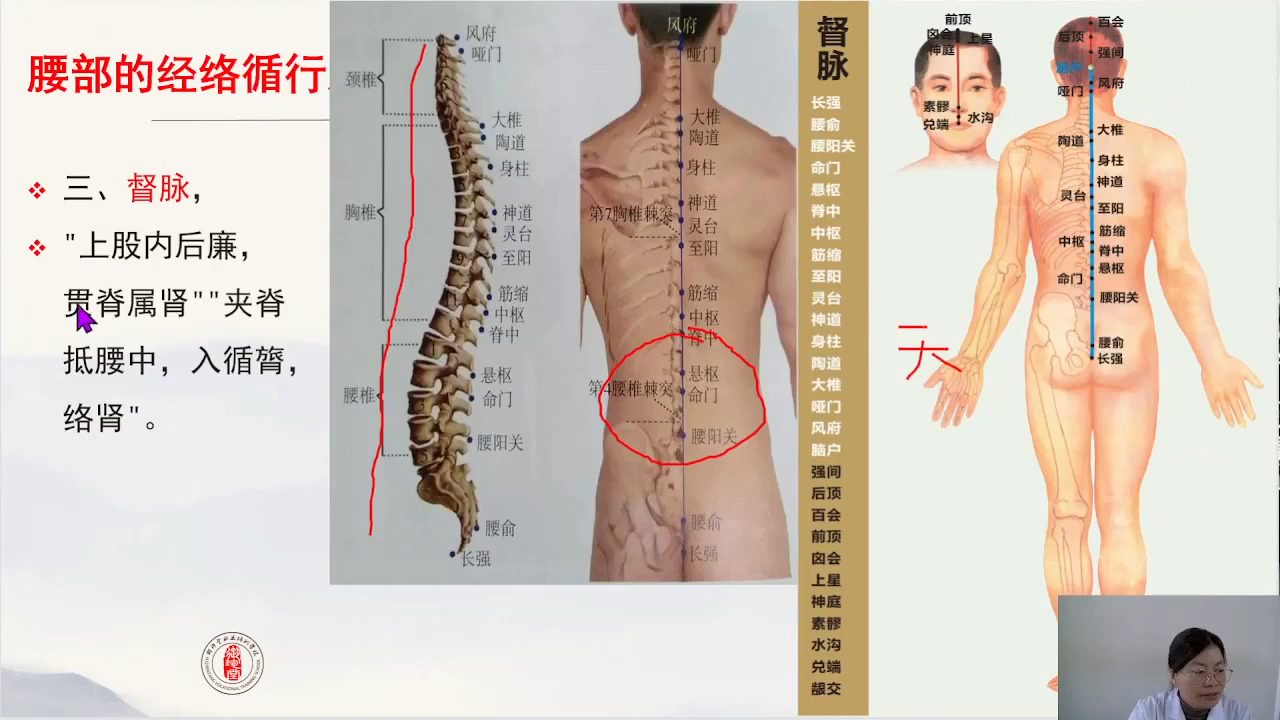 腰部的经络循行
三、督脉，
"上股内后廉，
贯脊属肾""夹脊
抵腰中，入循膂，
络肾"。
颈椎
胸椎
腰椎
风府
哑门
大椎
陶道
身柱
神道
灵台
至阳
筋缩
中枢
脊中
悬枢
命门
腰阳关
腰俞
长强
风府
哑门
大椎
陶道
身柱
第7胸椎棘突
神道
灵台
至阳
筋缩
中枢
脊中
悬枢
第4腰椎棘突
命门
腰阳关
腰俞
长强
督脉
长强
腰俞
腰阳关
命门
悬枢
脊中
中枢
筋缩
至阳
灵台
神道
身柱
陶道
大椎
哑门
风府
脑户
强间
后顶
百会
前顶
囟会
上星
神庭
素髎
水沟
兑端
龈交
前顶
囟会
上星
神庭
素髎
水沟
兑端
百会
后顶
强间
脑户
风府
哑门
大椎
陶道
身柱
神道
灵台
至阳
筋缩
中枢
脊中
悬枢
命门
腰阳关
腰俞
长强